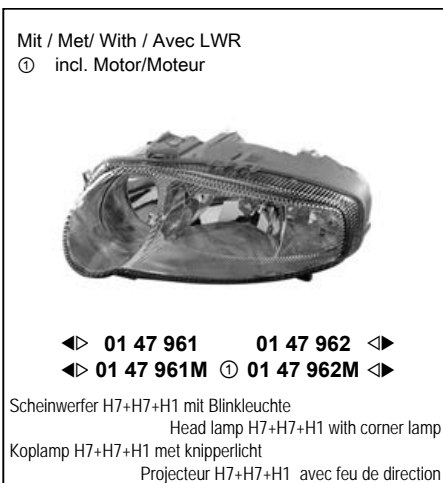 Mit / Met/ With / Avec LWR
① incl. Motor/Moteur
◀▷ 01 47 961 01 47 962 ◁▶
◀▷ 01 47 961M ① 01 47 962M ◁▶
Scheinwerfer H7+H7+H1 mit Blinkleuchte
Head lamp H7+H7+H1 with corner lamp
Koplamp H7+H7+H1 met knipperlicht
Projecteur H7+H7+H1 avec feu de direction